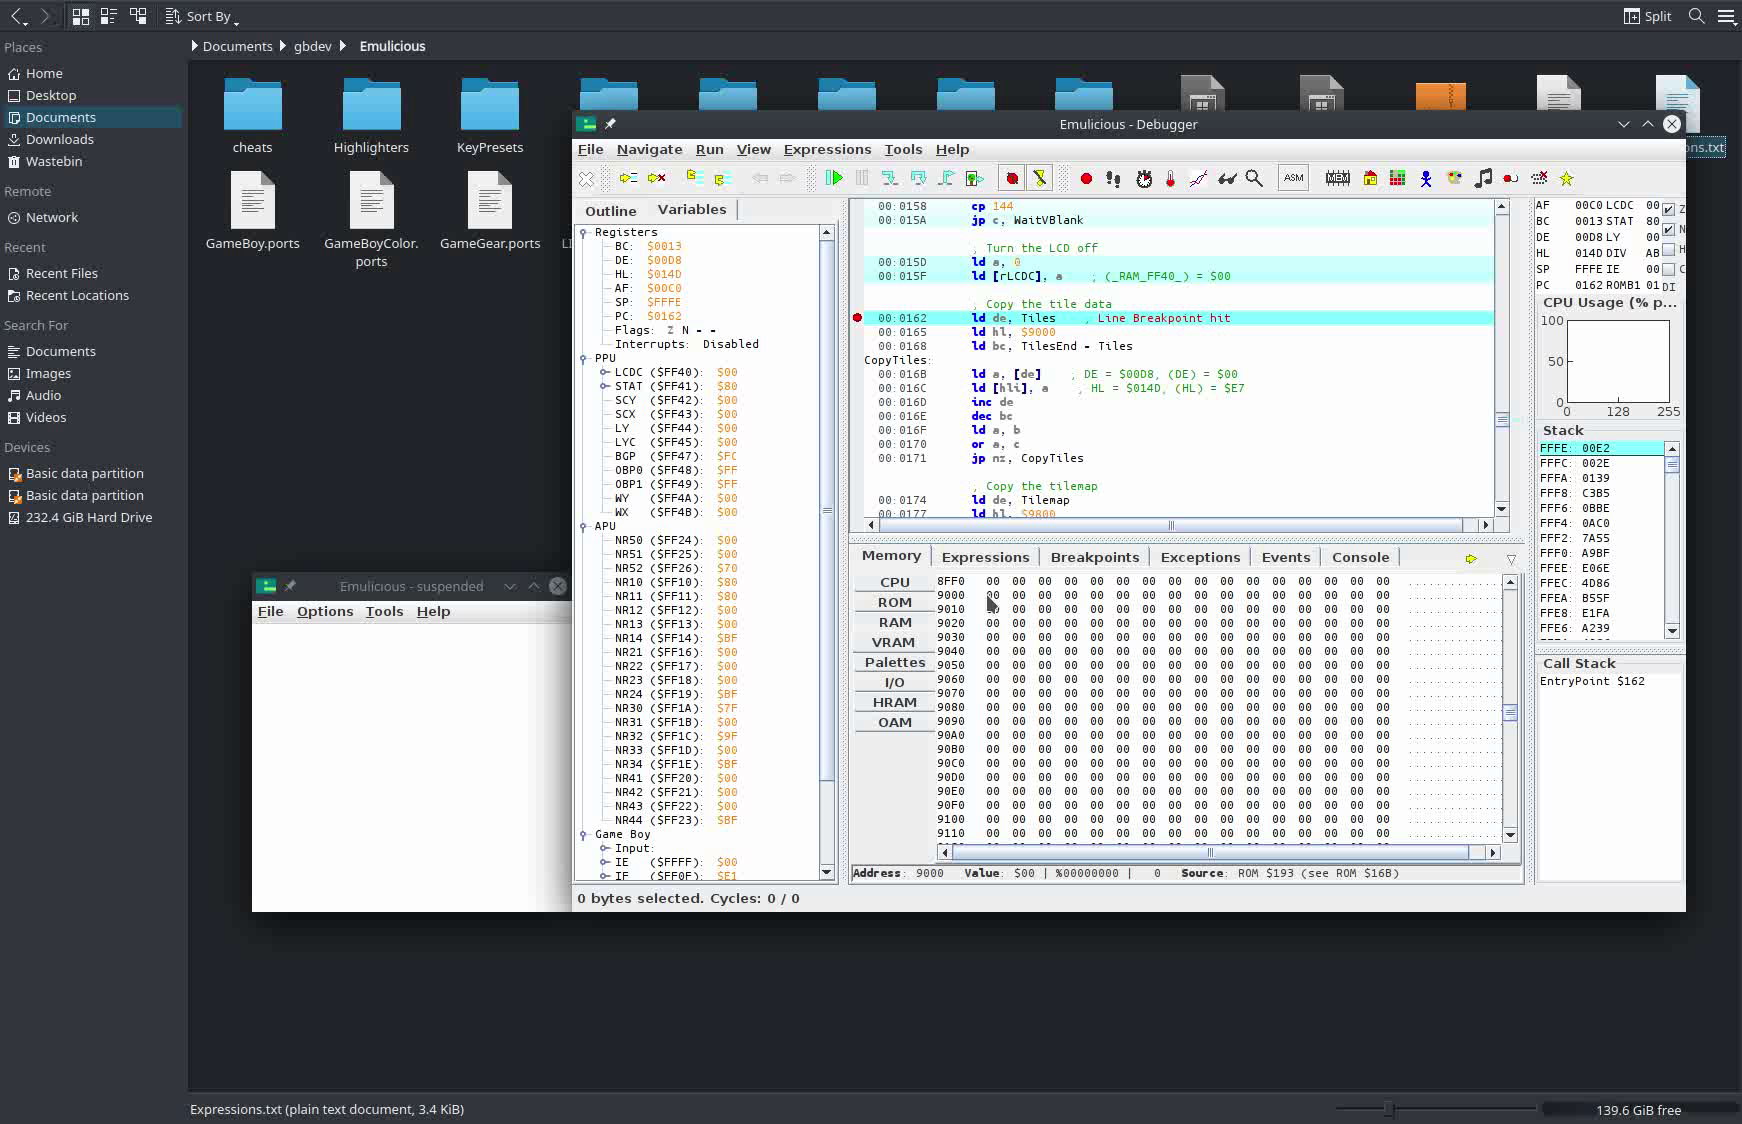 Sort By
Split
Places
Home
Desktop
Documents
Downloads
Wastebin
Remote
Network
Recent
Recent Files
Recent Locations
Search For
Documents
Images
Audio
Videos
Devices
Basic data partition
Basic data partition
232.4 GiB Hard Drive
Documents gbdev Emulicious
cheats
Highlighters
KeyPresets
ns.txt
GameBoy.ports
GameBoyColor.
ports
GameGear.ports
Emulicious - suspended
File Options Tools Help
Emulicious - Debugger
File Navigate Run View Expressions Tools Help
ASM
MEM
Outline Variables
Registers
BC: $0013
DE: $00D8
HL: $014D
AF: $00C0
SP: $FFFE
PC: $0162
Flags: Z N - -
Interrupts: Disabled
PPU
LCDC ($FF40): $00
STAT ($FF41): $80
SCY ($FF42): $00
SCX ($FF43): $00
LY ($FF44): $00
LYC ($FF45): $00
BGP ($FF47): $FC
OBP0 ($FF48): $FF
OBP1 ($FF49): $FF
WY ($FF4A): $00
WX ($FF4B): $00
APU
NR50 ($FF24): $00
NR51 ($FF25): $00
NR52 ($FF26): $70
NR10 ($FF10): $80
NR11 ($FF11): $80
NR12 ($FF12): $00
NR13 ($FF13): $00
NR14 ($FF14): $BF
NR21 ($FF16): $00
NR22 ($FF17): $00
NR23 ($FF18): $00
NR24 ($FF19): $BF
NR30 ($FF1A): $7F
NR31 ($FF1B): $00
NR32 ($FF1C): $9F
NR33 ($FF1D): $00
NR34 ($FF1E): $BF
NR41 ($FF20): $00
NR42 ($FF21): $00
NR43 ($FF22): $00
NR44 ($FF23): $BF
Game Boy
Input:
IE ($FFFF): $00
IF ($FF0F): $E1
00:0158 cp 144
00:015A jp c, WaitVBlank
; Turn the LCD off
00:015D ld a, 0
00:015F ld [rLCDC], a ; (_RAM_FF40_) = $00
; Copy the tile data
00:0162 ld de, Tiles ; Line Breakpoint hit
00:0165 ld hl, $9000
00:0168 ld bc, TilesEnd - Tiles
CopyTiles:
00:016B ld a, [de] ; DE = $00D8, (DE) = $00
00:016C ld [hli], a ; HL = $014D, (HL) = $E7
00:016D inc de
00:016E dec bc
00:016F ld a, b
00:0170 or a, c
00:0171 jp nz, CopyTiles
; Copy the tilemap
00:0174 ld de, Tilemap
00:0177 ld hl, $9800
Memory Expressions Breakpoints Exceptions Events Console
CPU
ROM
RAM
VRAM
Palettes
I/O
HRAM
OAM
8FF0 00 00 00 00 00 00 00 00 00 00 00 00 00 00 00 00 ................
9000 00 00 00 00 00 00 00 00 00 00 00 00 00 00 00 00 ................
9010 00 00 00 00 00 00 00 00 00 00 00 00 00 00 00 ................
9020 00 00 00 00 00 00 00 00 00 00 00 00 00 00 00 00 ................
9030 00 00 00 00 00 00 00 00 00 00 00 00 00 00 00 00 ................
9040 00 00 00 00 00 00 00 00 00 00 00 00 00 00 00 00 ................
9050 00 00 00 00 00 00 00 00 00 00 00 00 00 00 00 00 ................
9060 00 00 00 00 00 00 00 00 00 00 00 00 00 00 00 00 ................
9070 00 00 00 00 00 00 00 00 00 00 00 00 00 00 00 00 ................
9080 00 00 00 00 00 00 00 00 00 00 00 00 00 00 00 00 ................
9090 00 00 00 00 00 00 00 00 00 00 00 00 00 00 00 00 ................
90A0 00 00 00 00 00 00 00 00 00 00 00 00 00 00 00 00 ................
90B0 00 00 00 00 00 00 00 00 00 00 00 00 00 00 00 00 ................
90C0 00 00 00 00 00 00 00 00 00 00 00 00 00 00 00 00 ................
90D0 00 00 00 00 00 00 00 00 00 00 00 00 00 00 00 00 ................
90E0 00 00 00 00 00 00 00 00 00 00 00 00 00 00 00 00 ................
90F0 00 00 00 00 00 00 00 00 00 00 00 00 00 00 00 00 ................
9100 00 00 00 00 00 00 00 00 00 00 00 00 00 00 00 00 ................
9110 00 00 00 00 00 00 00 00 00 00 00 00 00 00 00 00 ................
Address: 9000 Value: $00 | %00000000 | 0 Source: ROM $193 (see ROM $16B)
0 bytes selected. Cycles: 0 / 0
AF 00C0 LCDC 00 Z
BC 0013 STAT 80 N
DE 00D8 LY 00 H
HL 014D DIV AB
SP FFFE IE 00 C
PC 0162 ROMB1 01 DI
CPU Usage (% p...
100
50
0
0 128 255
Stack
FFFE: 00E2
FFFC: 002E
FFFA: 0139
FFF8: C3B5
FFF6: 0BBE
FFF4: 0AC0
FFF2: 7A55
FFF0: A9BF
FFEE: E06E
FFEC: 4D86
FFEA: B55F
FFE8: E1FA
FFE6: A239
Call Stack
EntryPoint $162
Expressions.txt (plain text document, 3.4 KiB)
139.6 GiB free